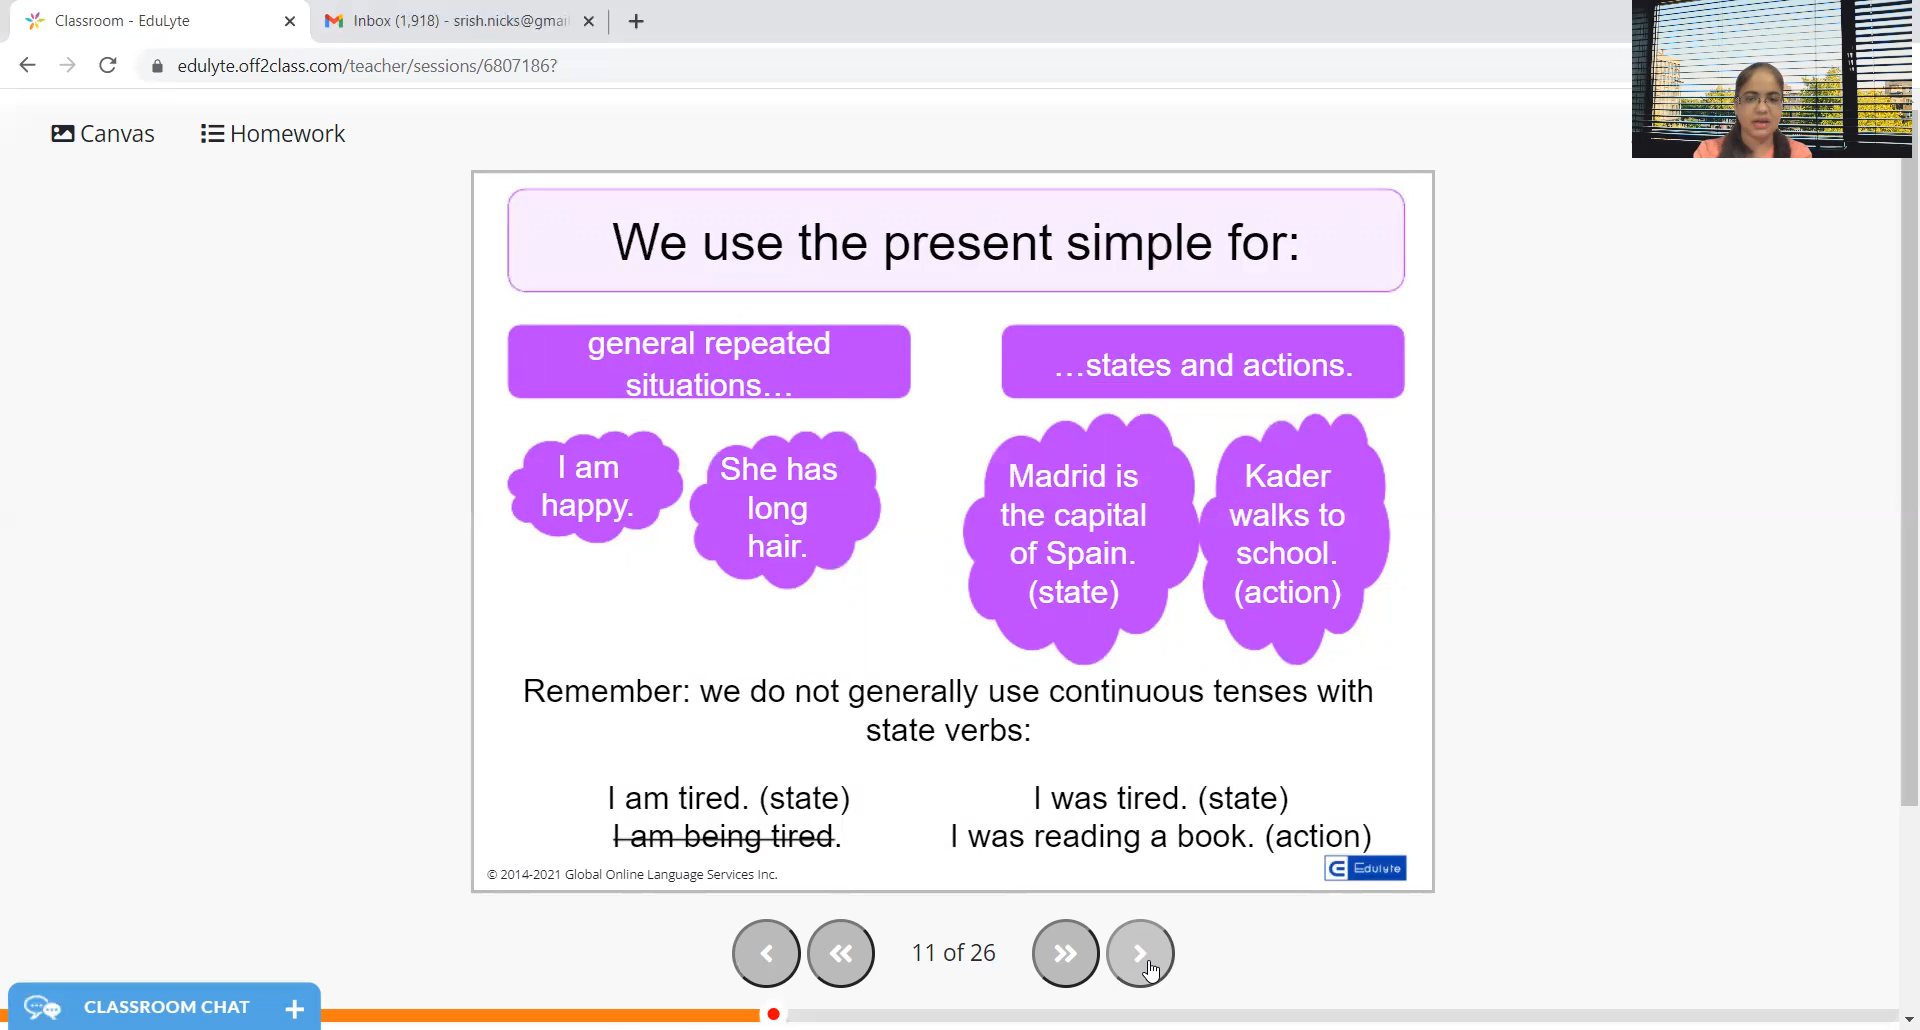 Classroom - EduLyte
Inbox (1,918) - srish.nicks@gmai
edulyte.off2class.com/teacher/sessions/6807186?
Canvas
Homework
We use the present simple for:
general repeated
situations…
…states and actions.
I am
happy.
She has
long
hair.
Madrid is
the capital
of Spain.
(state)
Kader
walks to
school.
(action)
Remember: we do not generally use continuous tenses with
state verbs:
I am tired. (state)
I am being tired.
I was tired. (state)
I was reading a book. (action)
© 2014-2021 Global Online Language Services Inc.
Edulyte
11 of 26
CLASSROOM CHAT +